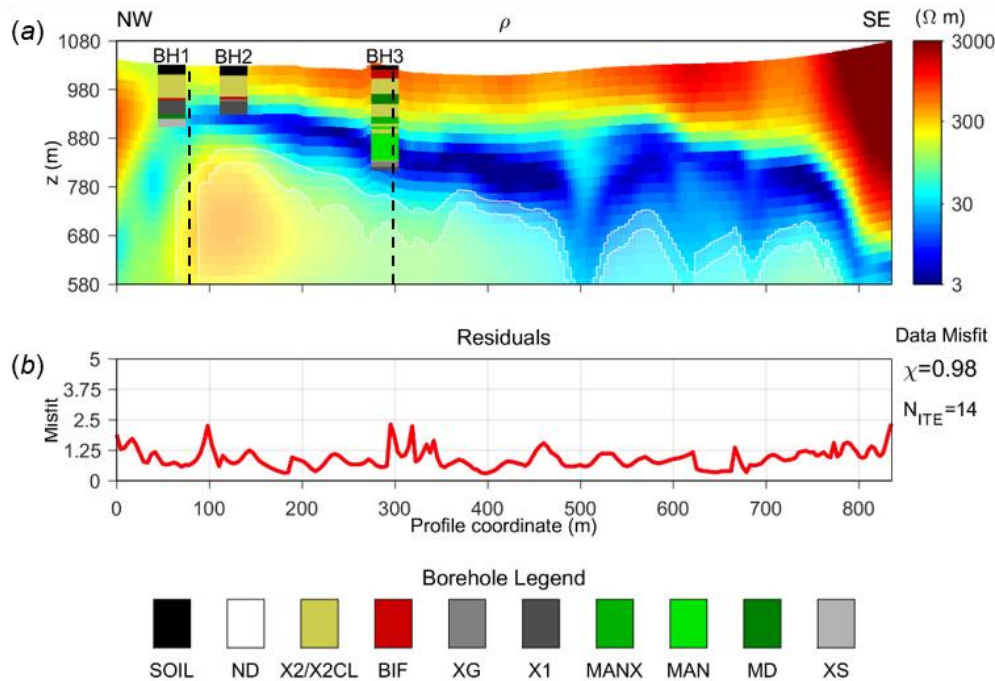 NW ρ SE (Ω m)
(a)
BH1 BH2 BH3
1080
980
880
780
680
580
z (m)
3000
300
30
3
Residuals
(b)
5
3.75
2.5
1.25
0
Misfit
0 100 200 300 400 500 600 700 800
Profile coordinate (m)
Data Misfit
χ=0.98
N_ITE=14
Borehole Legend
SOIL ND X2/X2CL BIF XG X1 MANX MAN MD XS